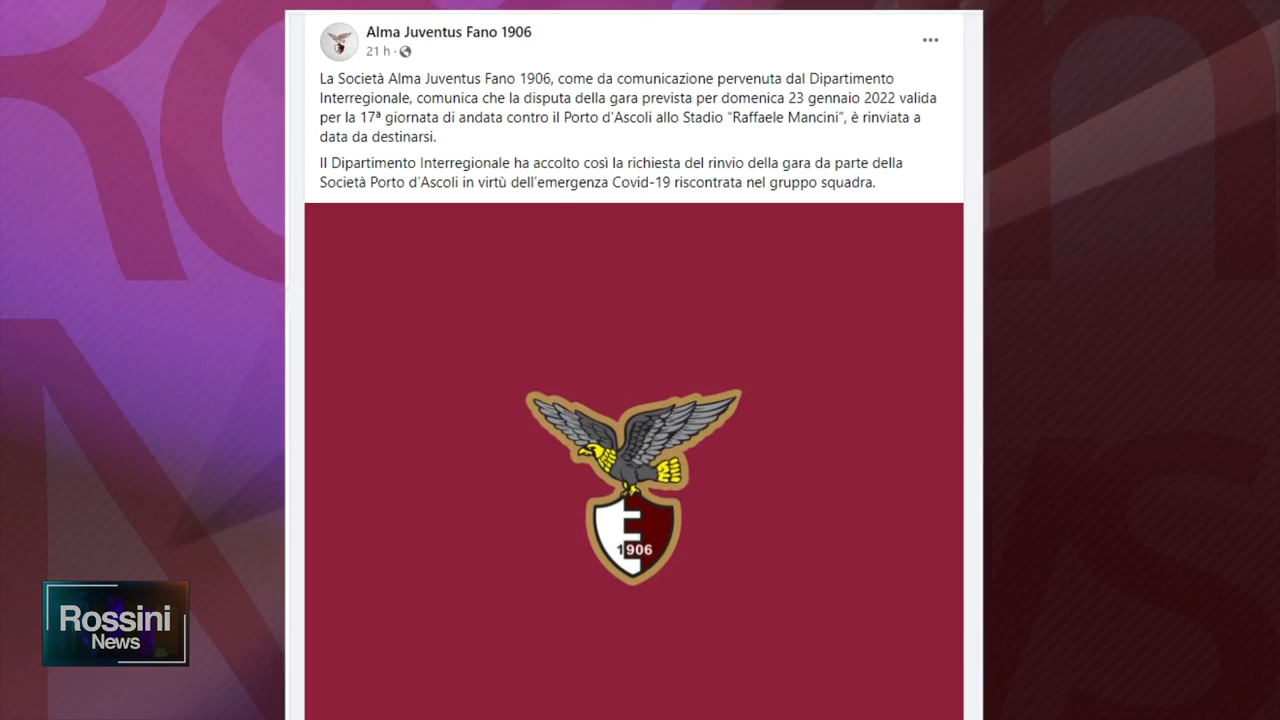 Alma Juventus Fano 1906
21 h ·
La Società Alma Juventus Fano 1906, come da comunicazione pervenuta dal Dipartimento
Interregionale, comunica che la disputa della gara prevista per domenica 23 gennaio 2022 valida
per la 17ª giornata di andata contro il Porto d’Ascoli allo Stadio “Raffaele Mancini”, è rinviata a
data da destinarsi.
Il Dipartimento Interregionale ha accolto così la richiesta del rinvio della gara da parte della
Società Porto d’Ascoli in virtù dell’emergenza Covid-19 riscontrata nel gruppo squadra.
1906
Rossini
News